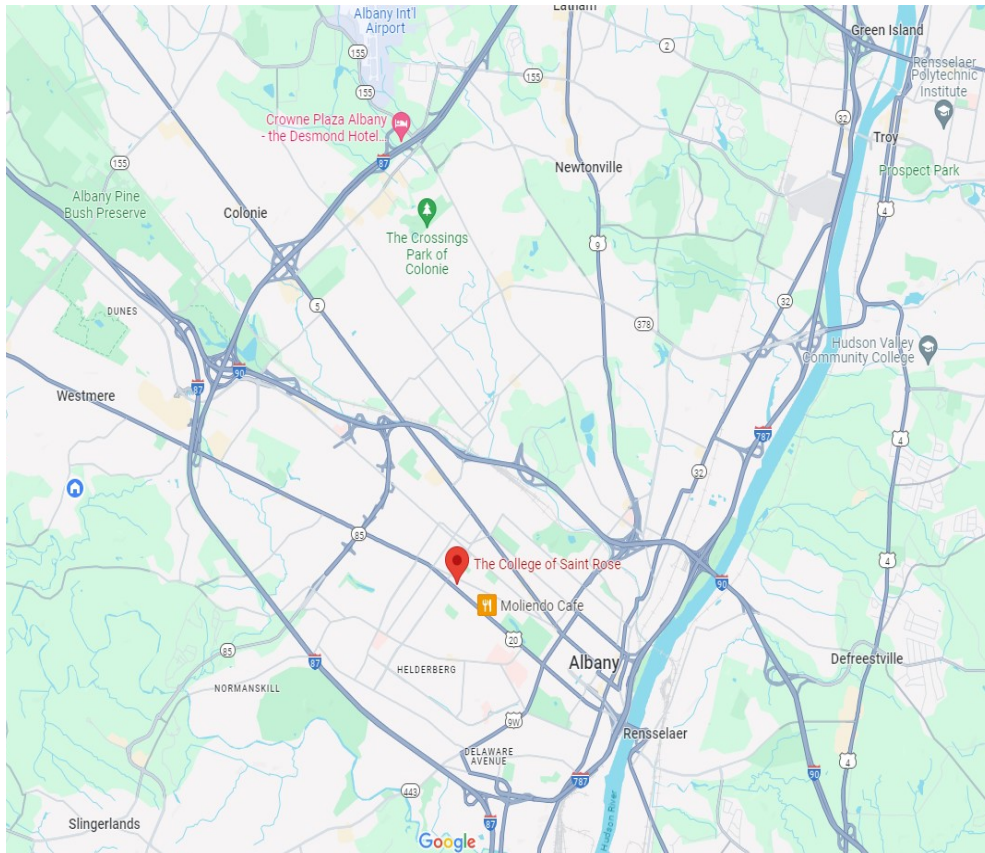 Albany Int'l
Airport
Latham
Green Island
2
155
155
155
Rensselaer
Polytechnic
Institute
Crowne Plaza Albany
- the Desmond Hotel...
32
Troy
87
155
Newtonville
Prospect Park
Albany Pine
Bush Preserve
Colonie
4
The Crossings
Park of
Colonie
9
5
32
DUNES
378
Hudson Valley
Community College
90
87
Westmere
787
4
32
85
The College of Saint Rose
4
90
Moliendo Cafe
20
85
87
Albany
Defreestville
HELDERBERG
NORMANSKILL
9W
Rensselaer
DELAWARE
AVENUE
4
90
787
443
Hudson River
Slingerlands
87
Google